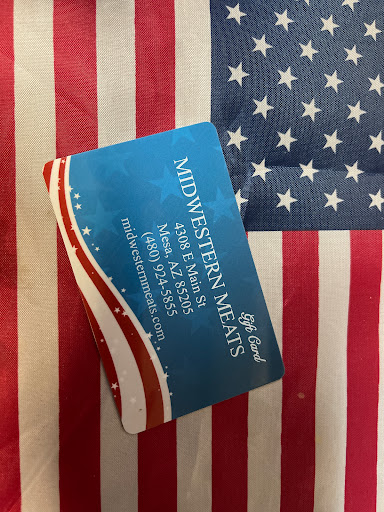 MIDWESTERN MEATS
Gift Card
4308 E Main St
Mesa, AZ 85205
(480) 924-5855
midwesternmeats.com